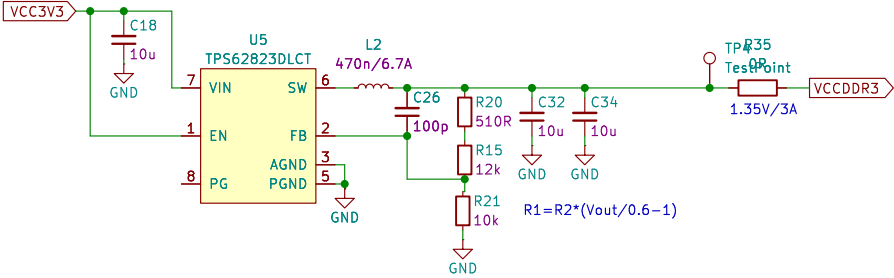 VCC3V3
C18
10u
GND
U5
TPS62823DLCT
7 VIN SW 6
1 EN FB 2
AGND 3
8 PG PGND 5
GND
L2
470n/6.7A
C26
100p
R20
510R
R15
12k
R21
10k
GND
C32
10u
GND
C34
10u
GND
R1=R2*(Vout/0.6-1)
TP4
TestPoint
R35
0R
1.35V/3A
VCCDDR3